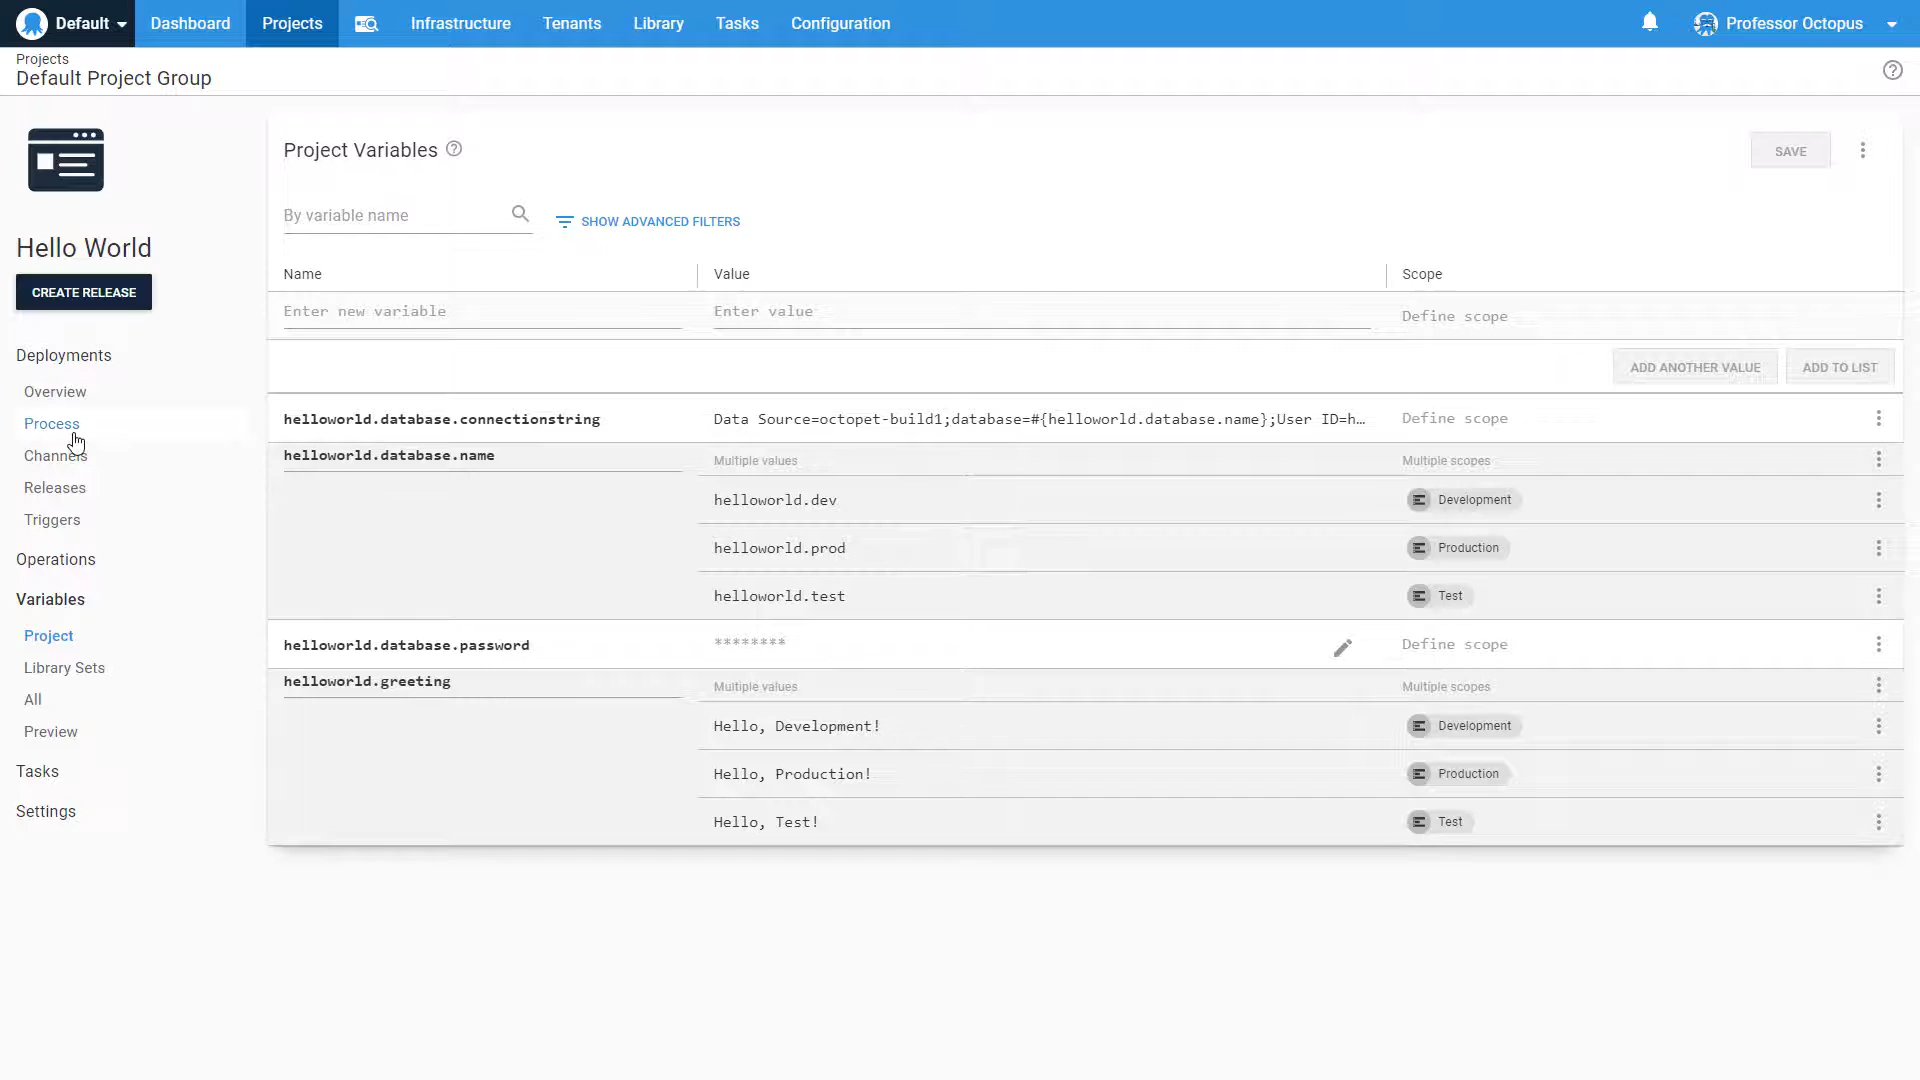 Default
Dashboard
Projects
Infrastructure
Tenants
Library
Tasks
Configuration
Professor Octopus
Projects
Default Project Group
Hello World
CREATE RELEASE
Deployments
Overview
Process
Channels
Releases
Triggers
Operations
Variables
Project
Library Sets
All
Preview
Tasks
Settings
Project Variables
SAVE
By variable name
SHOW ADVANCED FILTERS
Name Value Scope
Enter new variable Enter value Define scope
ADD ANOTHER VALUE ADD TO LIST
helloworld.database.connectionstring Data Source=octopet-build1;database=#{helloworld.database.name};User ID=h… Define scope
helloworld.database.name Multiple values Multiple scopes
helloworld.dev Development
helloworld.prod Production
helloworld.test Test
helloworld.database.password ******** Define scope
helloworld.greeting Multiple values Multiple scopes
Hello, Development! Development
Hello, Production! Production
Hello, Test! Test